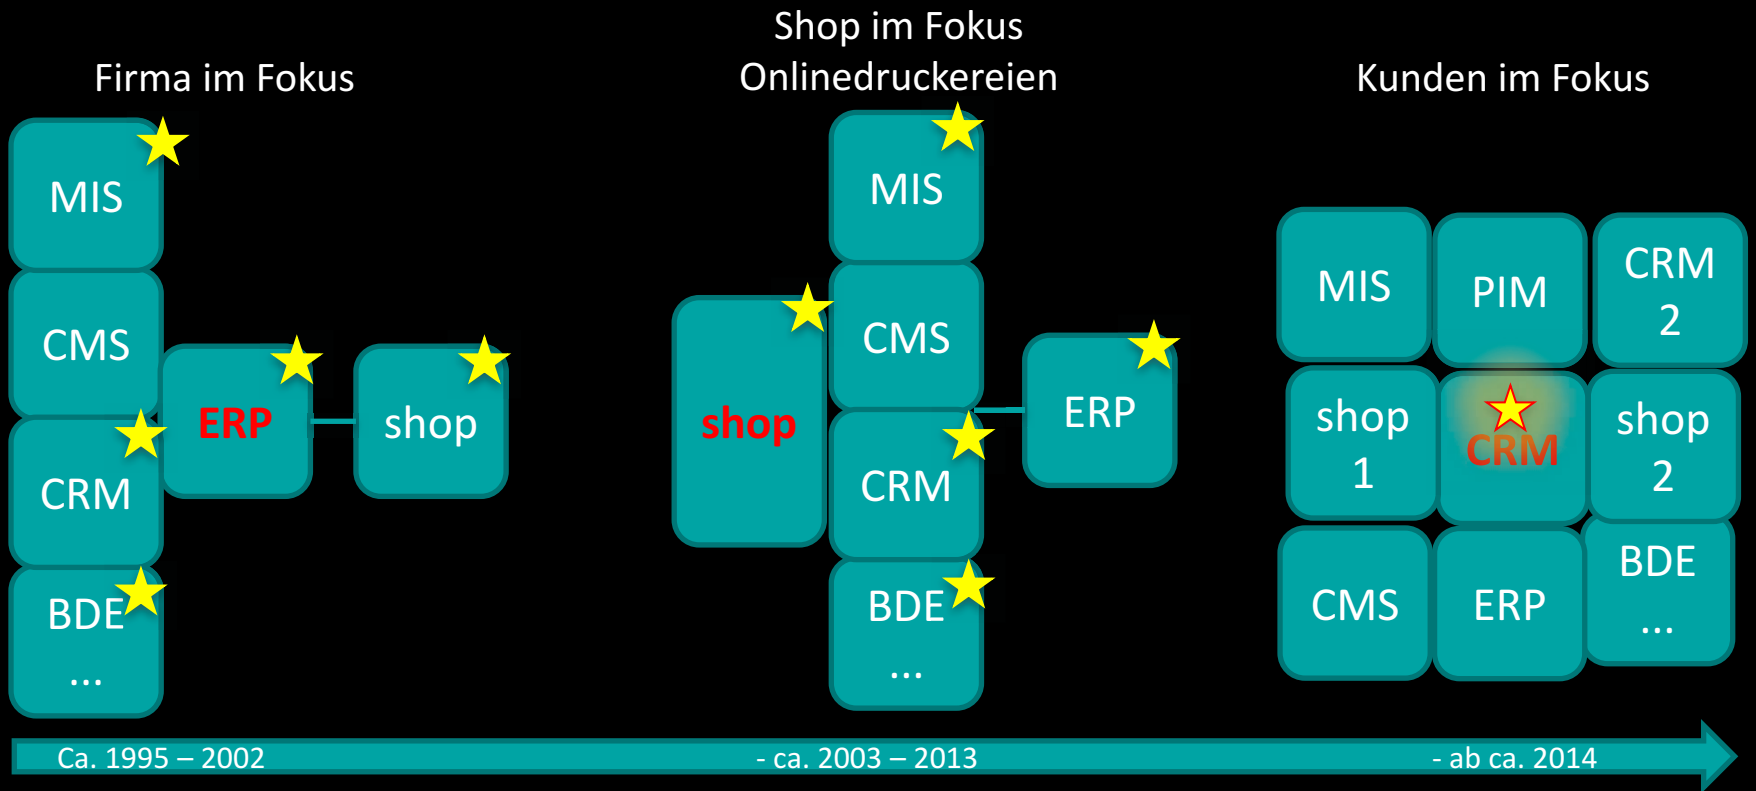 Firma im Fokus
MIS
CMS
CRM
BDE
...
ERP
shop
Shop im Fokus
Onlinedruckereien
shop
MIS
CMS
CRM
BDE
...
ERP
Kunden im Fokus
MIS
PIM
CRM
2
shop
1
CRM
shop
2
CMS
ERP
BDE
...
Ca. 1995 – 2002
- ca. 2003 – 2013
- ab ca. 2014